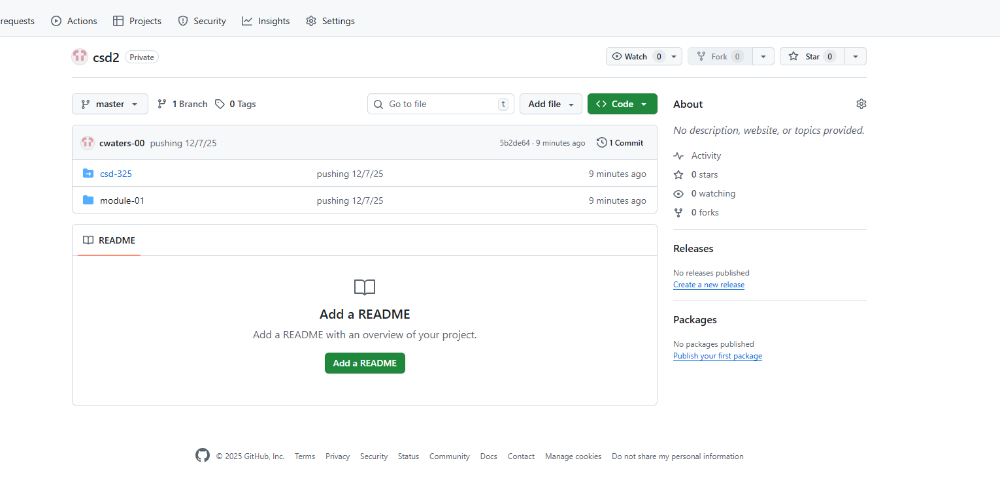 requests Actions Projects Security Insights Settings
csd2 Private Watch 0 Fork 0 Star 0
master 1 Branch 0 Tags Go to file t Add file Code
cwaters-00 pushing 12/7/25 5b2de64 · 9 minutes ago 1 Commit
csd-325 pushing 12/7/25 9 minutes ago
module-01 pushing 12/7/25 9 minutes ago
README
Add a README
Add a README with an overview of your project.
Add a README
About
No description, website, or topics provided.
Activity
0 stars
0 watching
0 forks
Releases
No releases published
Create a new release
Packages
No packages published
Publish your first package
© 2025 GitHub, Inc. Terms Privacy Security Status Community Docs Contact Manage cookies Do not share my personal information